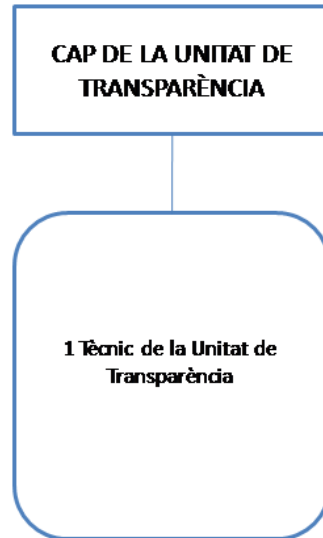 CAP DE LA UNITAT DE
TRANSPARÈNCIA
1 Tècnic de la Unitat de
Transparència